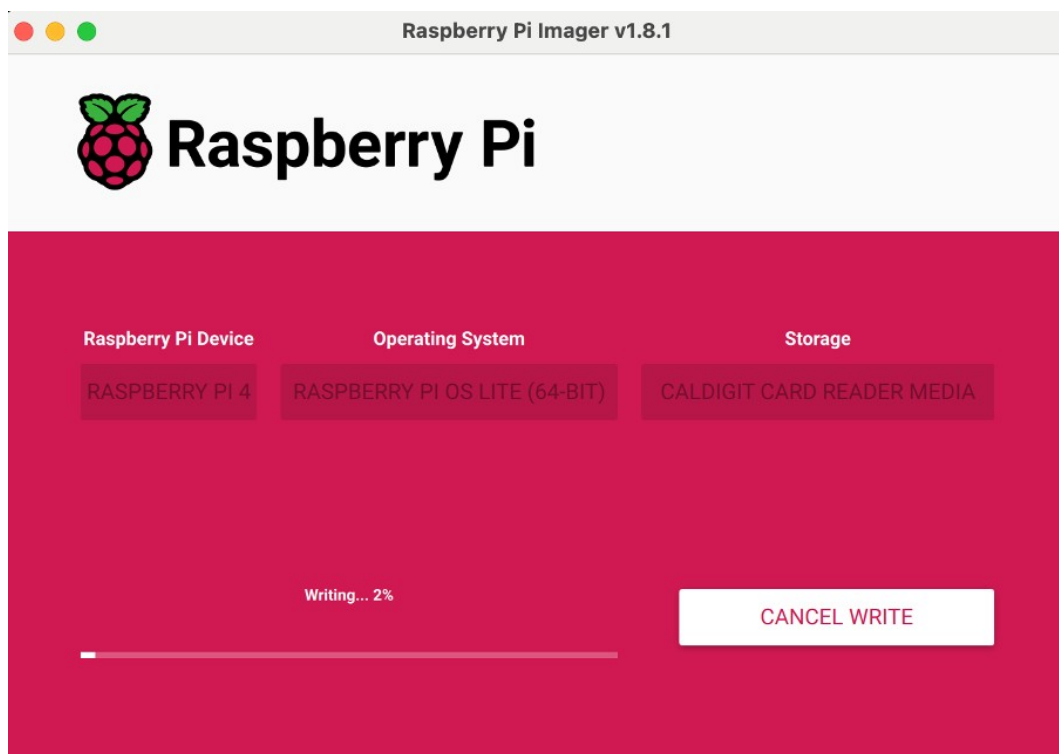 Raspberry Pi Imager v1.8.1
Raspberry Pi
Raspberry Pi Device
Operating System
Storage
RASPBERRY PI 4
RASPBERRY PI OS LITE (64-BIT)
CALDIGIT CARD READER MEDIA
Writing... 2%
CANCEL WRITE